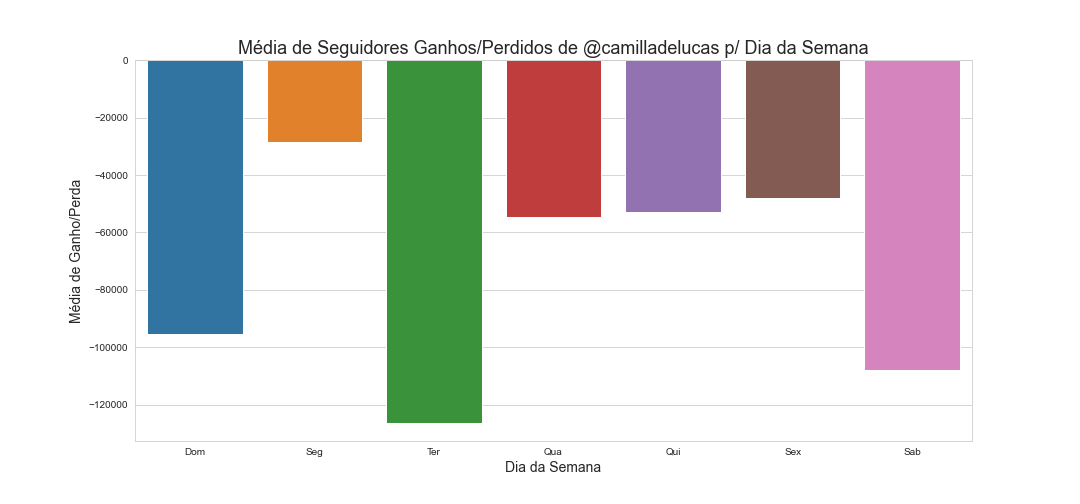 Média de Seguidores Ganhos/Perdidos de @camilladelucas p/ Dia da Semana
0
−20000
−40000
−60000
−80000
−100000
−120000
Média de Ganho/Perda
Dom Seg Ter Qua Qui Sex Sab
Dia da Semana